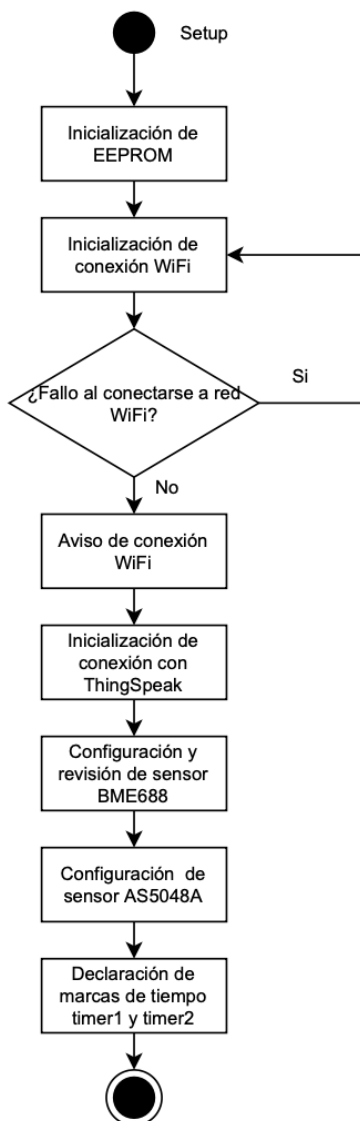 Setup
Inicialización de
EEPROM
Inicialización de
conexión WiFi
¿Fallo al conectarse a red
WiFi?
Si
No
Aviso de conexión
WiFi
Inicialización de
conexión con
ThingSpeak
Configuración y
revisión de sensor
BME688
Configuración de
sensor AS5048A
Declaración de
marcas de tiempo
timer1 y timer2